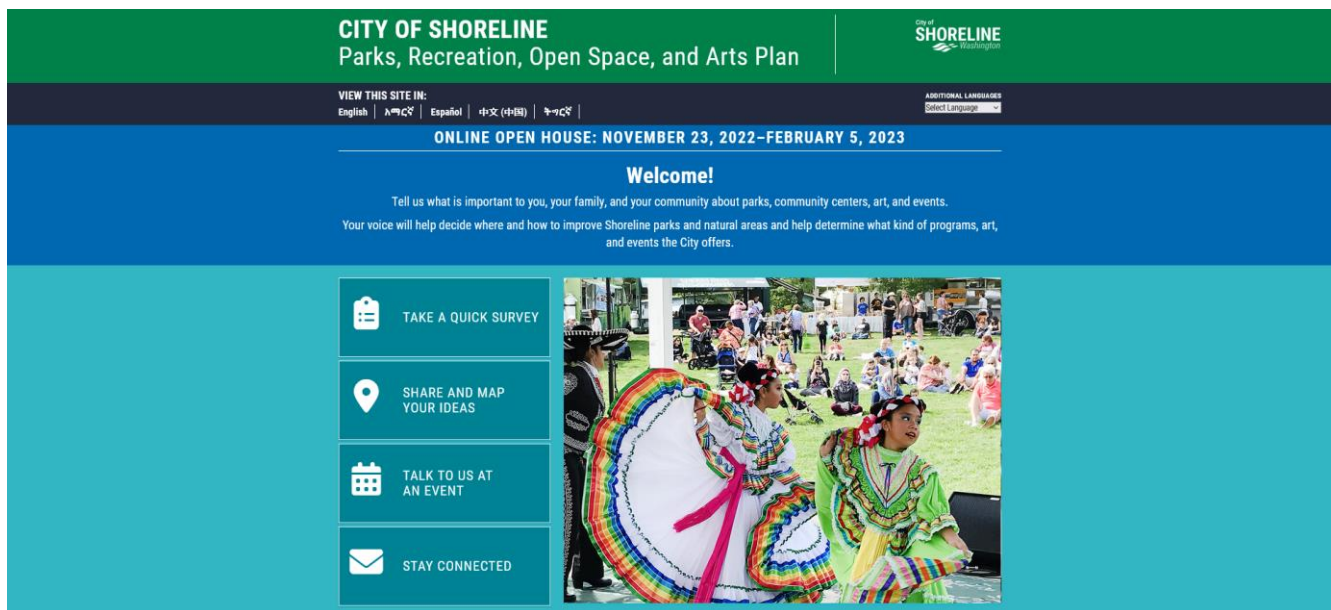 CITY OF SHORELINE
Parks, Recreation, Open Space, and Arts Plan
City of
SHORELINE
Washington
VIEW THIS SITE IN:
English | አማርኛ | Español | 中文 (中国) | ትግርኛ |
ADDITIONAL LANGUAGES
Select Language
ONLINE OPEN HOUSE: NOVEMBER 23, 2022–FEBRUARY 5, 2023
Welcome!
Tell us what is important to you, your family, and your community about parks, community centers, art, and events.
Your voice will help decide where and how to improve Shoreline parks and natural areas and help determine what kind of programs, art,
and events the City offers.
TAKE A QUICK SURVEY
SHARE AND MAP
YOUR IDEAS
TALK TO US AT
AN EVENT
STAY CONNECTED